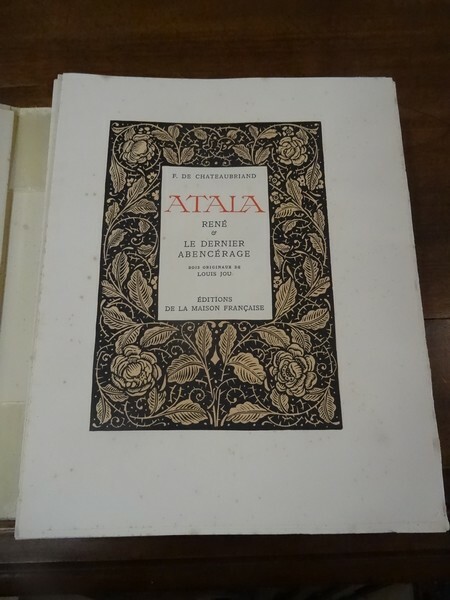 F. DE CHATEAUBRIAND
ATALA
RENÉ
&
LE DERNIER
ABENCÉRAGE
BOIS ORIGINAUX DE
LOUIS JOU
ÉDITIONS
DE LA MAISON FRANÇAISE